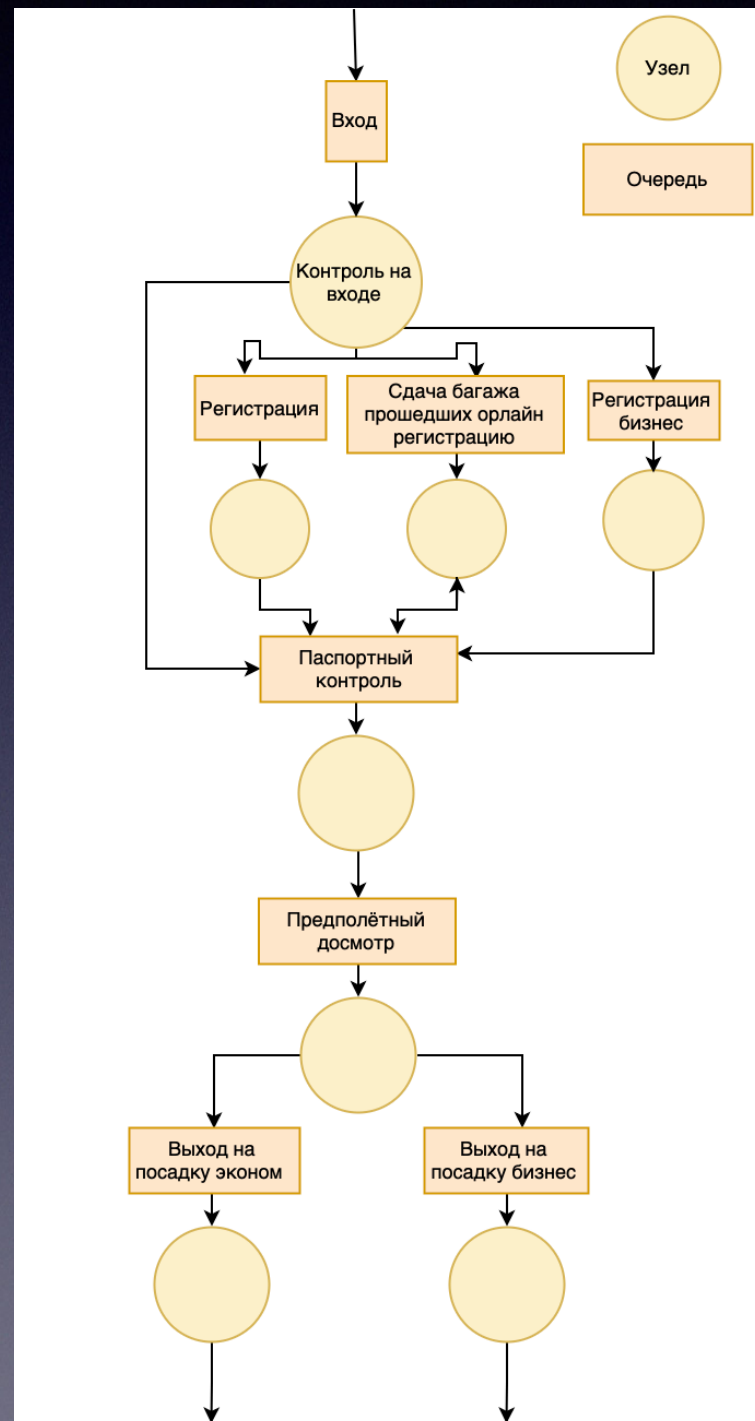 Узел
Вход
Очередь
Контроль на
входе
Регистрация
Сдача багажа
прошедших орлайн
регистрацию
Регистрация
бизнес
Паспортный
контроль
Предполётный
досмотр
Выход на
посадку эконом
Выход на
посадку бизнес